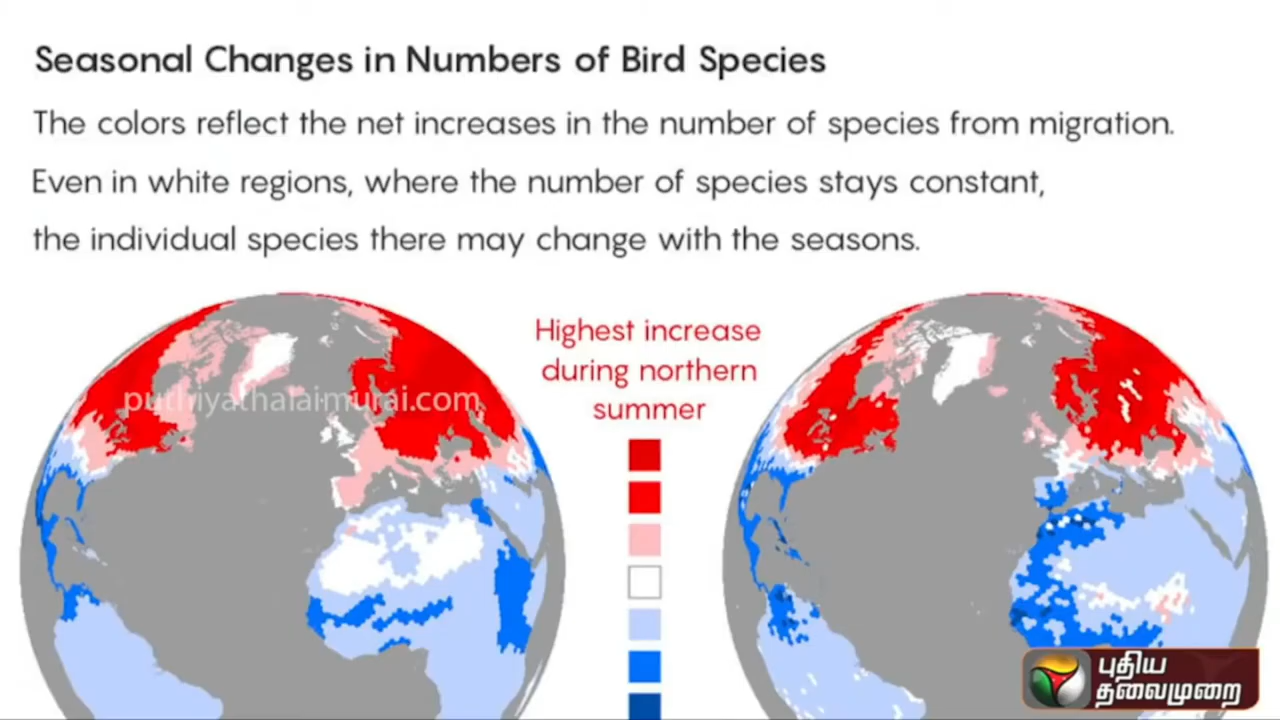 Seasonal Changes in Numbers of Bird Species
The colors reflect the net increases in the number of species from migration.
Even in white regions, where the number of species stays constant,
the individual species there may change with the seasons.
Highest increase
during northern
summer
puthiyathalaimurai.com
புதிய
தலைமுறை